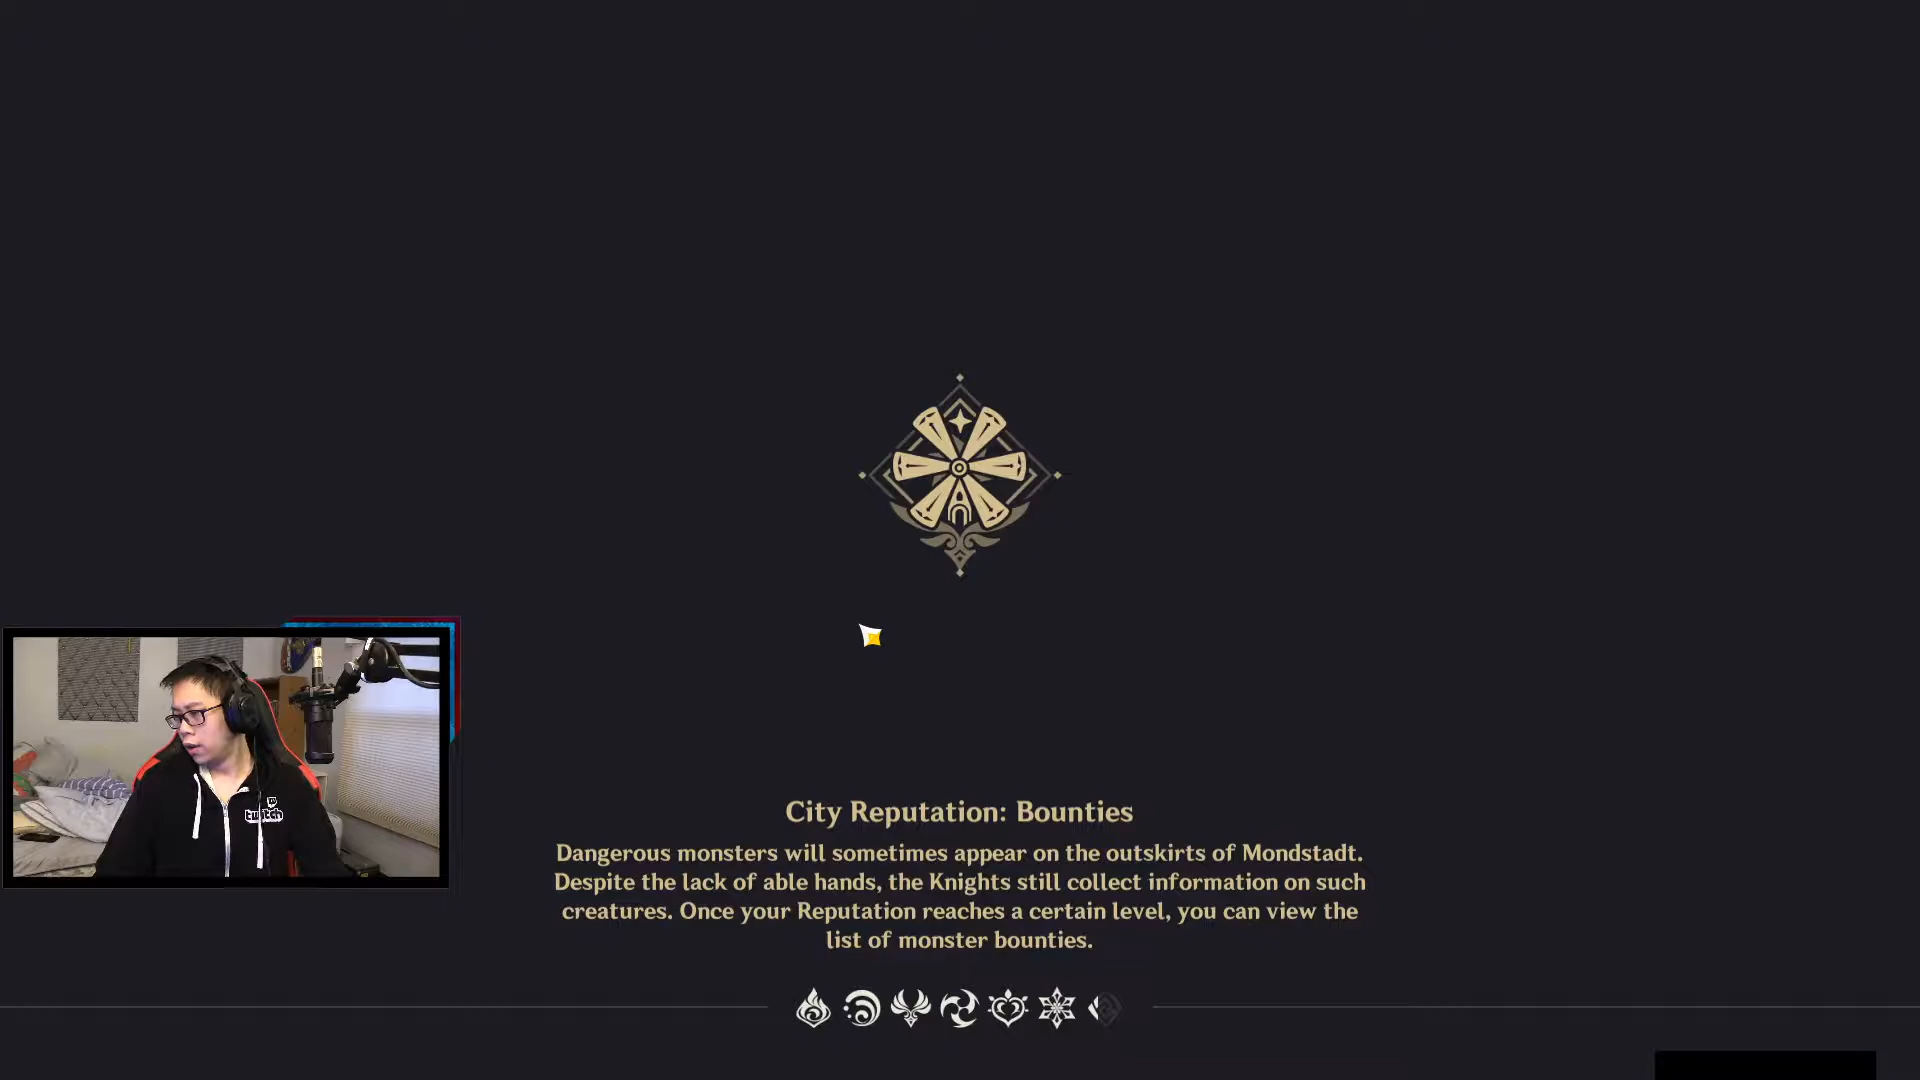 twitch
City Reputation: Bounties
Dangerous monsters will sometimes appear on the outskirts of Mondstadt.
Despite the lack of able hands, the Knights still collect information on such
creatures. Once your Reputation reaches a certain level, you can view the
list of monster bounties.